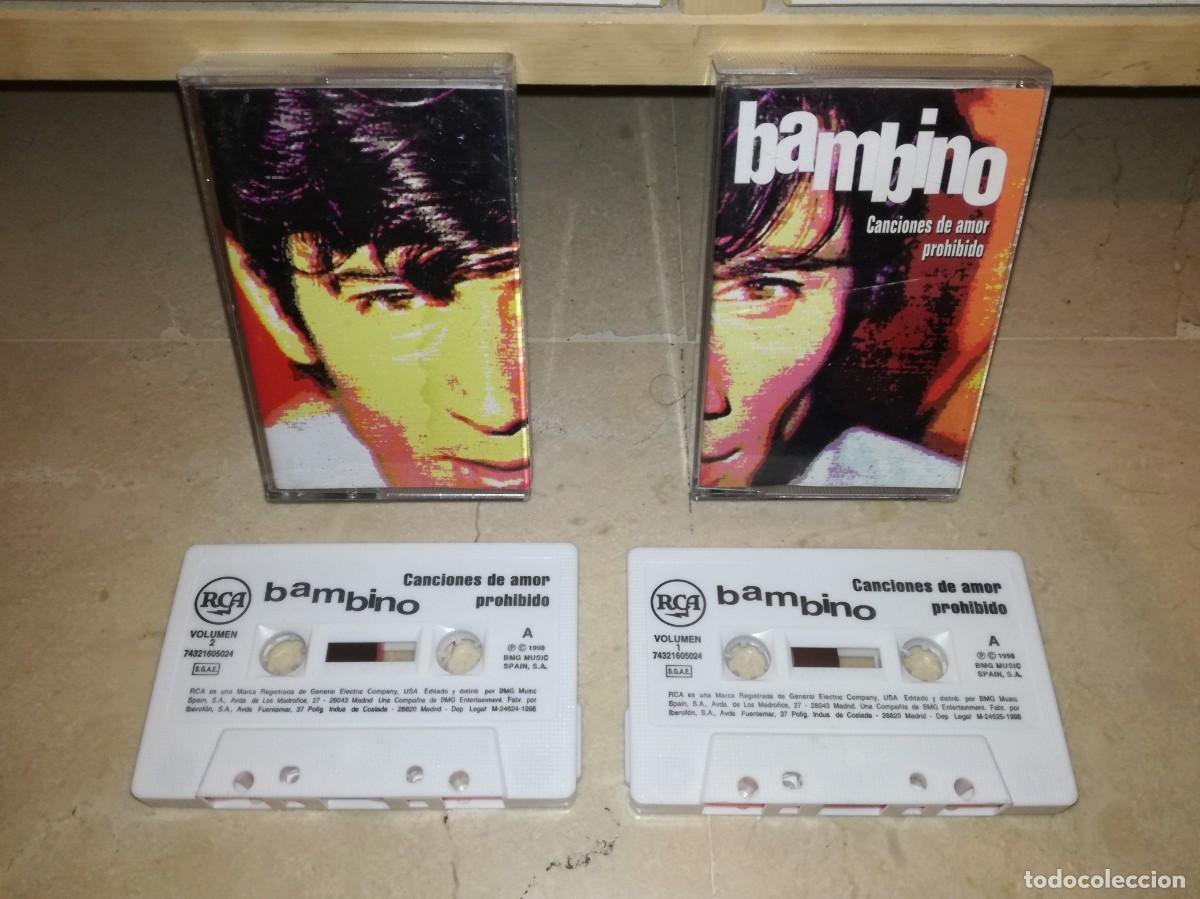 bambino
Canciones de amor
prohibido
RCA
bambino
Canciones de amor
prohibido
VOLUMEN
2
74321605024
S.G.A.E.
A
℗ © 1998
BMG MUSIC
SPAIN, S.A.
RCA es una Marca Registrada de General Electric Company, USA Editado y distrib. por BMG Music
Spain, S.A., Avda. de Los Madroños, 27 - 28043 Madrid Una Compañía de BMG Entertainment. Fabr. por
Iberofón, S.A., Avda Fuentemar, 37 Polig. Indus de Coslada - 28820 Madrid - Dep Legal M-24624-1998
RCA
bambino
Canciones de amor
prohibido
VOLUMEN
1
74321605024
S.G.A.E.
A
℗ © 1998
BMG MUSIC
SPAIN, S.A.
RCA es una Marca Registrada de General Electric Company, USA Editado y distrib. por BMG Music
Spain, S.A., Avda. de Los Madroños, 27 - 28043 Madrid Una Compañía de BMG Entertainment. Fabr. por
Iberofón, S.A., Avda Fuentemar, 37 Polig. Indus de Coslada - 28820 Madrid - Dep Legal M-24625-1998
todocoleccion